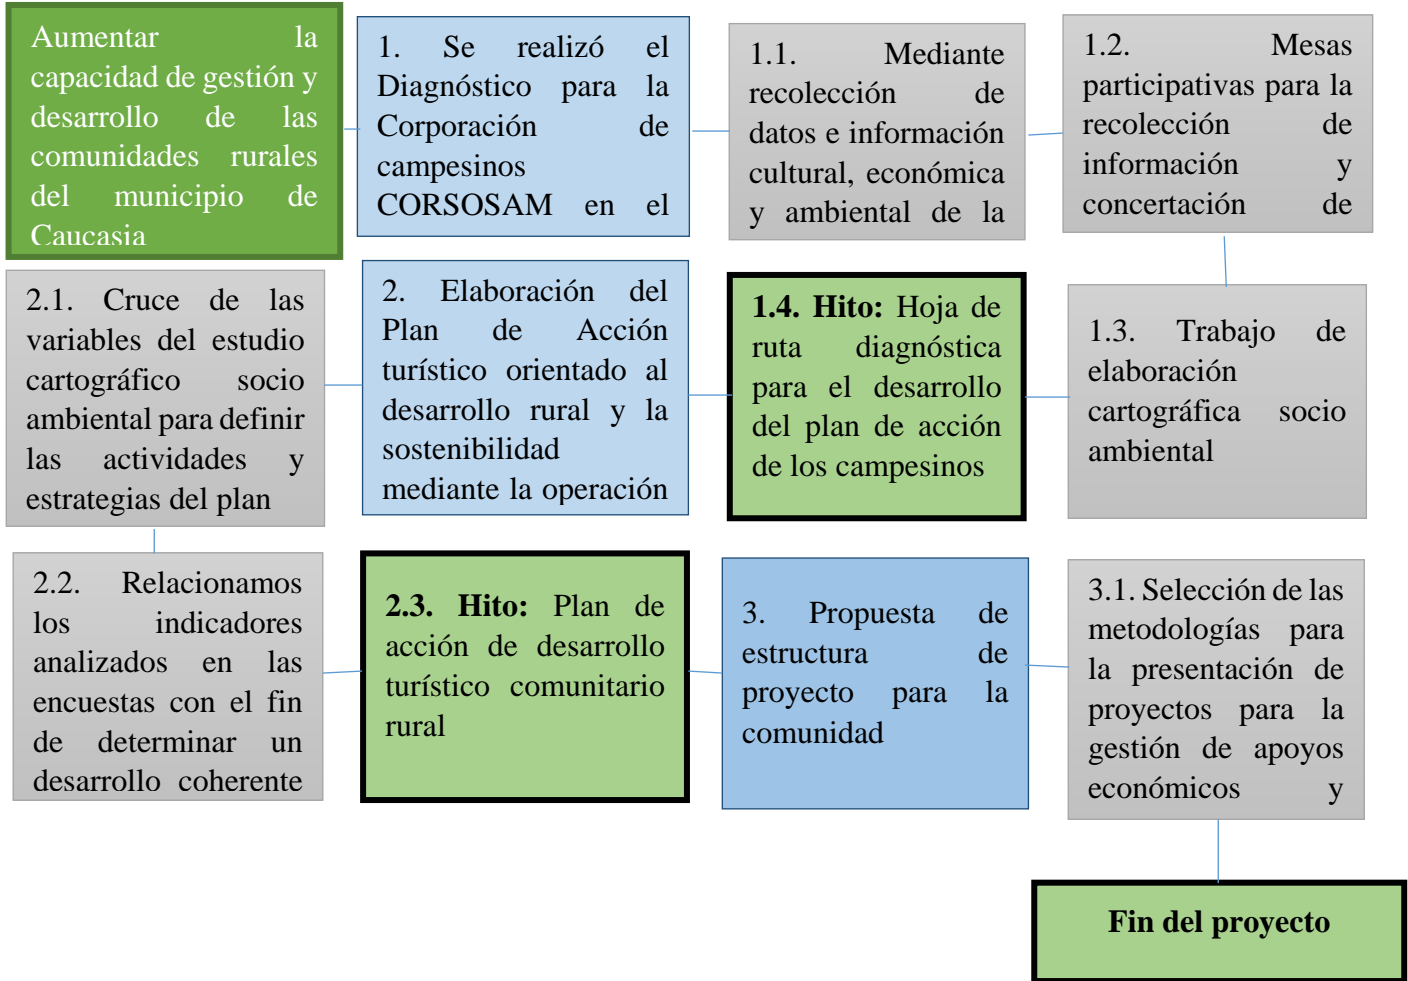 Aumentar la
capacidad de gestión y
desarrollo de las
comunidades rurales
del municipio de
Caucasia
1. Se realizó el
Diagnóstico para la
Corporación de
campesinos
CORSOSAM en el
1.1. Mediante
recolección de
datos e información
cultural, económica
y ambiental de la
1.2. Mesas
participativas para la
recolección de
información y
concertación de
1.3. Trabajo de
elaboración
cartográfica socio
ambiental
1.4. Hito: Hoja de
ruta diagnóstica
para el desarrollo
del plan de acción
de los campesinos
2. Elaboración del
Plan de Acción
turístico orientado al
desarrollo rural y la
sostenibilidad
mediante la operación
2.1. Cruce de las
variables del estudio
cartográfico socio
ambiental para definir
las actividades y
estrategias del plan
2.2. Relacionamos
los indicadores
analizados en las
encuestas con el fin
de determinar un
desarrollo coherente
2.3. Hito: Plan de
acción de desarrollo
turístico comunitario
rural
3. Propuesta de
estructura de
proyecto para la
comunidad
3.1. Selección de las
metodologías para
la presentación de
proyectos para la
gestión de apoyos
económicos y
Fin del proyecto